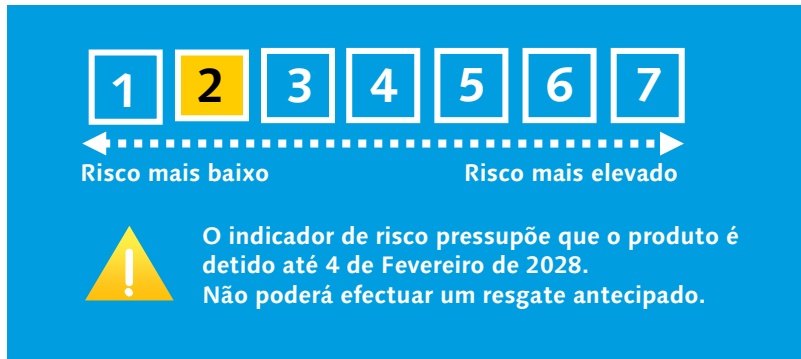 1 2 3 4 5 6 7
Risco mais baixo Risco mais elevado
O indicador de risco pressupõe que o produto é
detido até 4 de Fevereiro de 2028.
Não poderá efectuar um resgate antecipado.